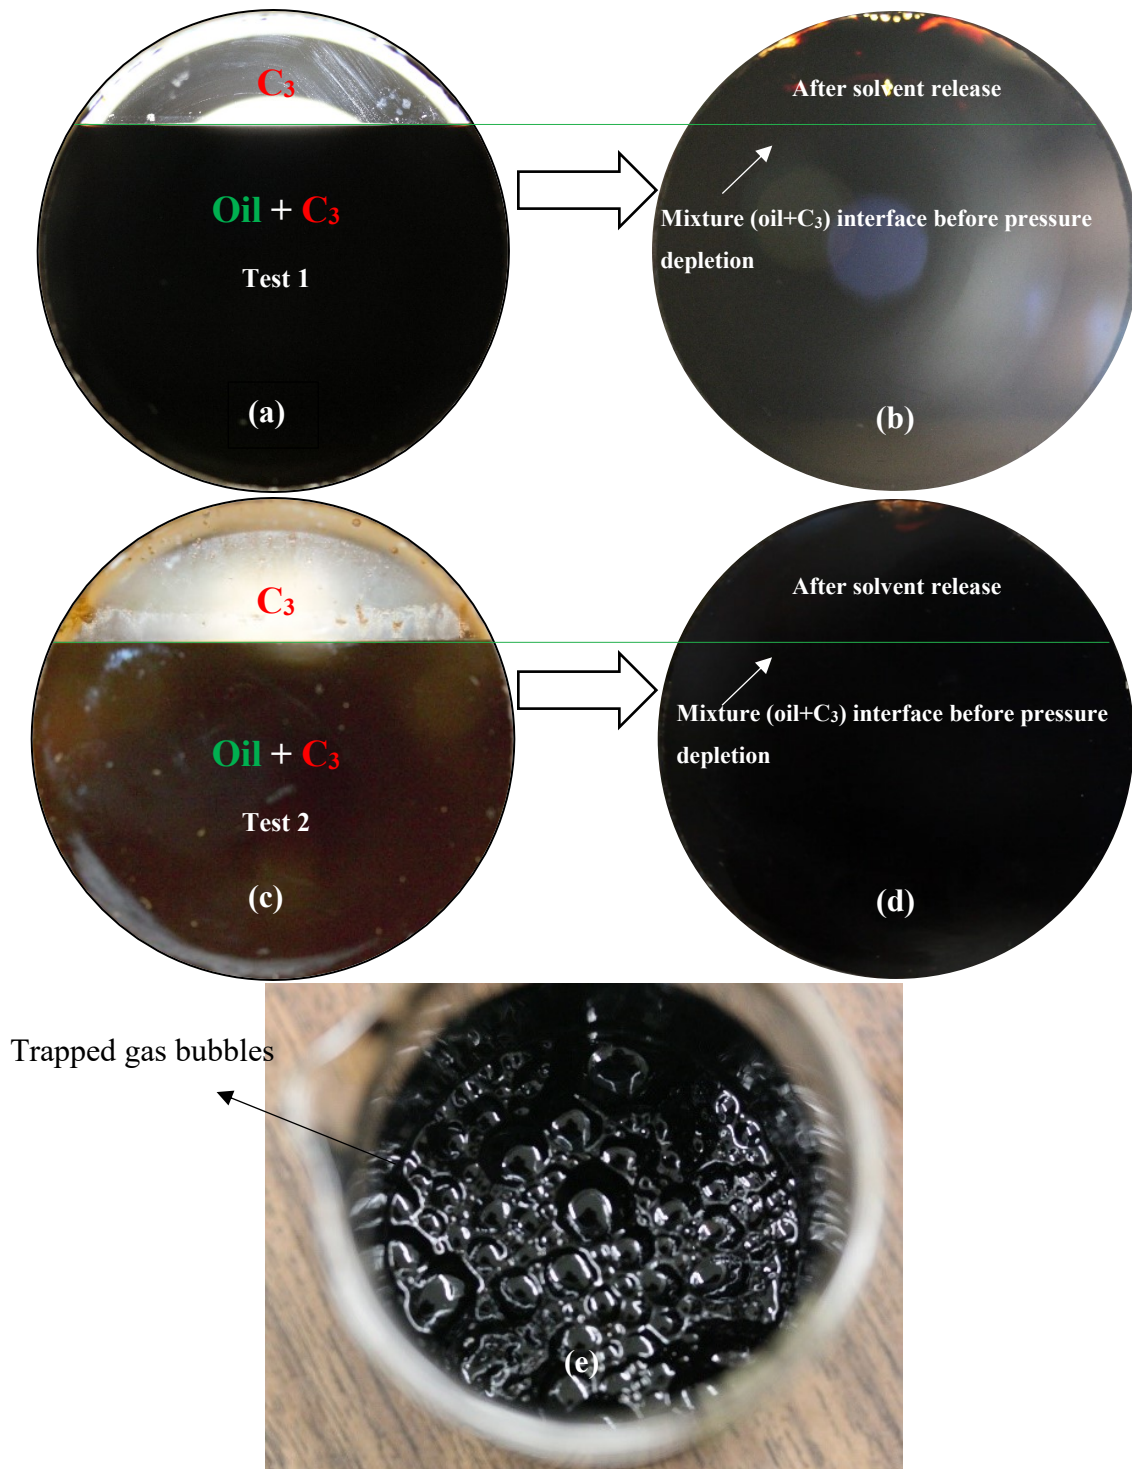 C₃
After solvent release
Oil + C₃
Mixture (oil+C₃) interface before pressure
depletion
Test 1
(a)
(b)
C₃
After solvent release
Oil + C₃
Mixture (oil+C₃) interface before pressure
depletion
Test 2
(c)
(d)
Trapped gas bubbles
(e)